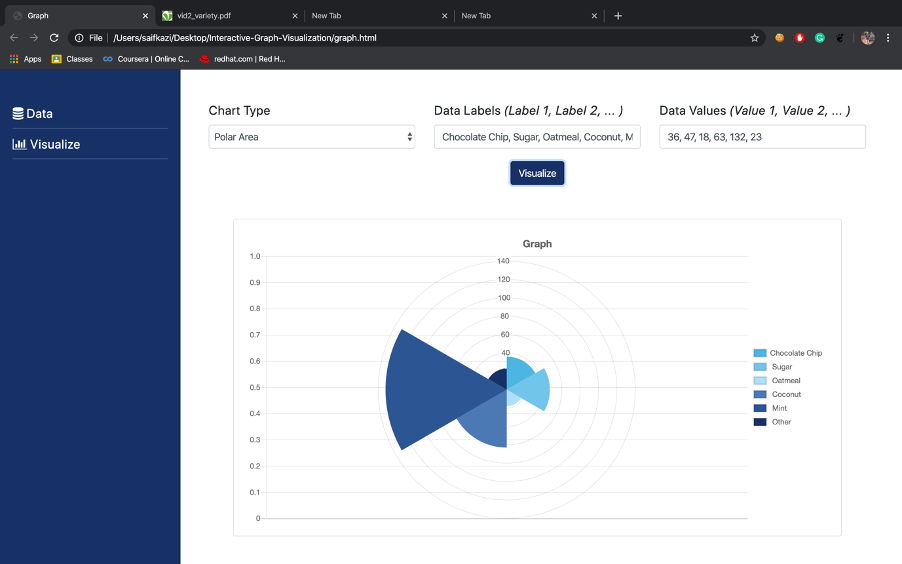 Graph
vid2_variety.pdf
New Tab
New Tab
File
/Users/saifkazi/Desktop/Interactive-Graph-Visualization/graph.html
Apps
Classes
Coursera | Online C...
redhat.com | Red H...
Data
Visualize
Chart Type
Polar Area
Data Labels (Label 1, Label 2, ... )
Chocolate Chip, Sugar, Oatmeal, Coconut, M
Data Values (Value 1, Value 2, ... )
36, 47, 18, 63, 132, 23
Visualize
Graph
1.0
0.9
0.8
0.7
0.6
0.5
0.4
0.3
0.2
0.1
0
140
120
100
80
60
40
Chocolate Chip
Sugar
Oatmeal
Coconut
Mint
Other